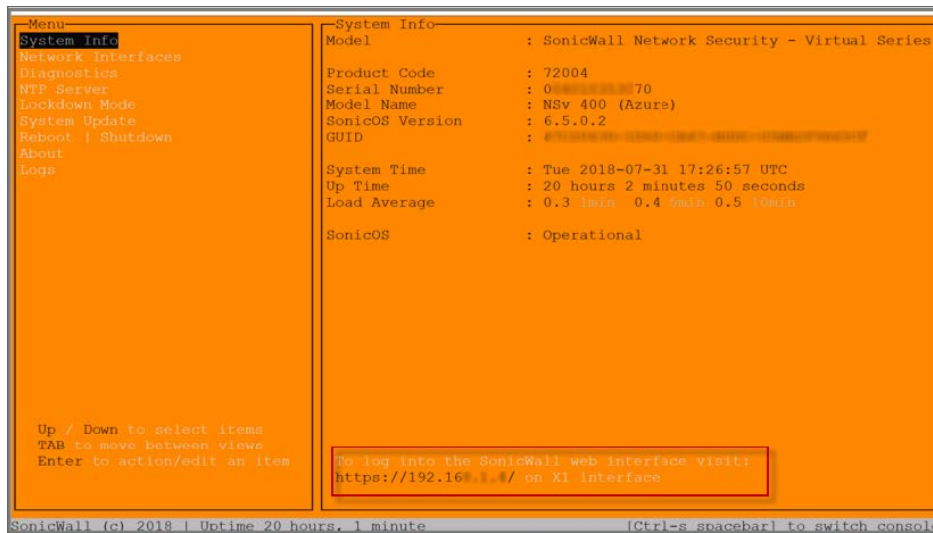 Menu
System Info
Network Interfaces
Diagnostics
NTP Server
Lockdown Mode
System Update
Reboot | Shutdown
About
Logs
Up / Down to select items
TAB to move between views
Enter to action/edit an item
System Info
Model : SonicWall Network Security - Virtual Series
Product Code : 72004
Serial Number : 0 70
Model Name : NSv 400 (Azure)
SonicOS Version : 6.5.0.2
GUID :
System Time : Tue 2018-07-31 17:26:57 UTC
Up Time : 20 hours 2 minutes 50 seconds
Load Average : 0.3 1min 0.4 5min 0.5 10min
SonicOS : Operational
To log into the SonicWall web interface visit:
https://192.16 / on X1 interface
SonicWall (c) 2018 | Uptime 20 hours, 1 minute [Ctrl-s spacebar] to switch console